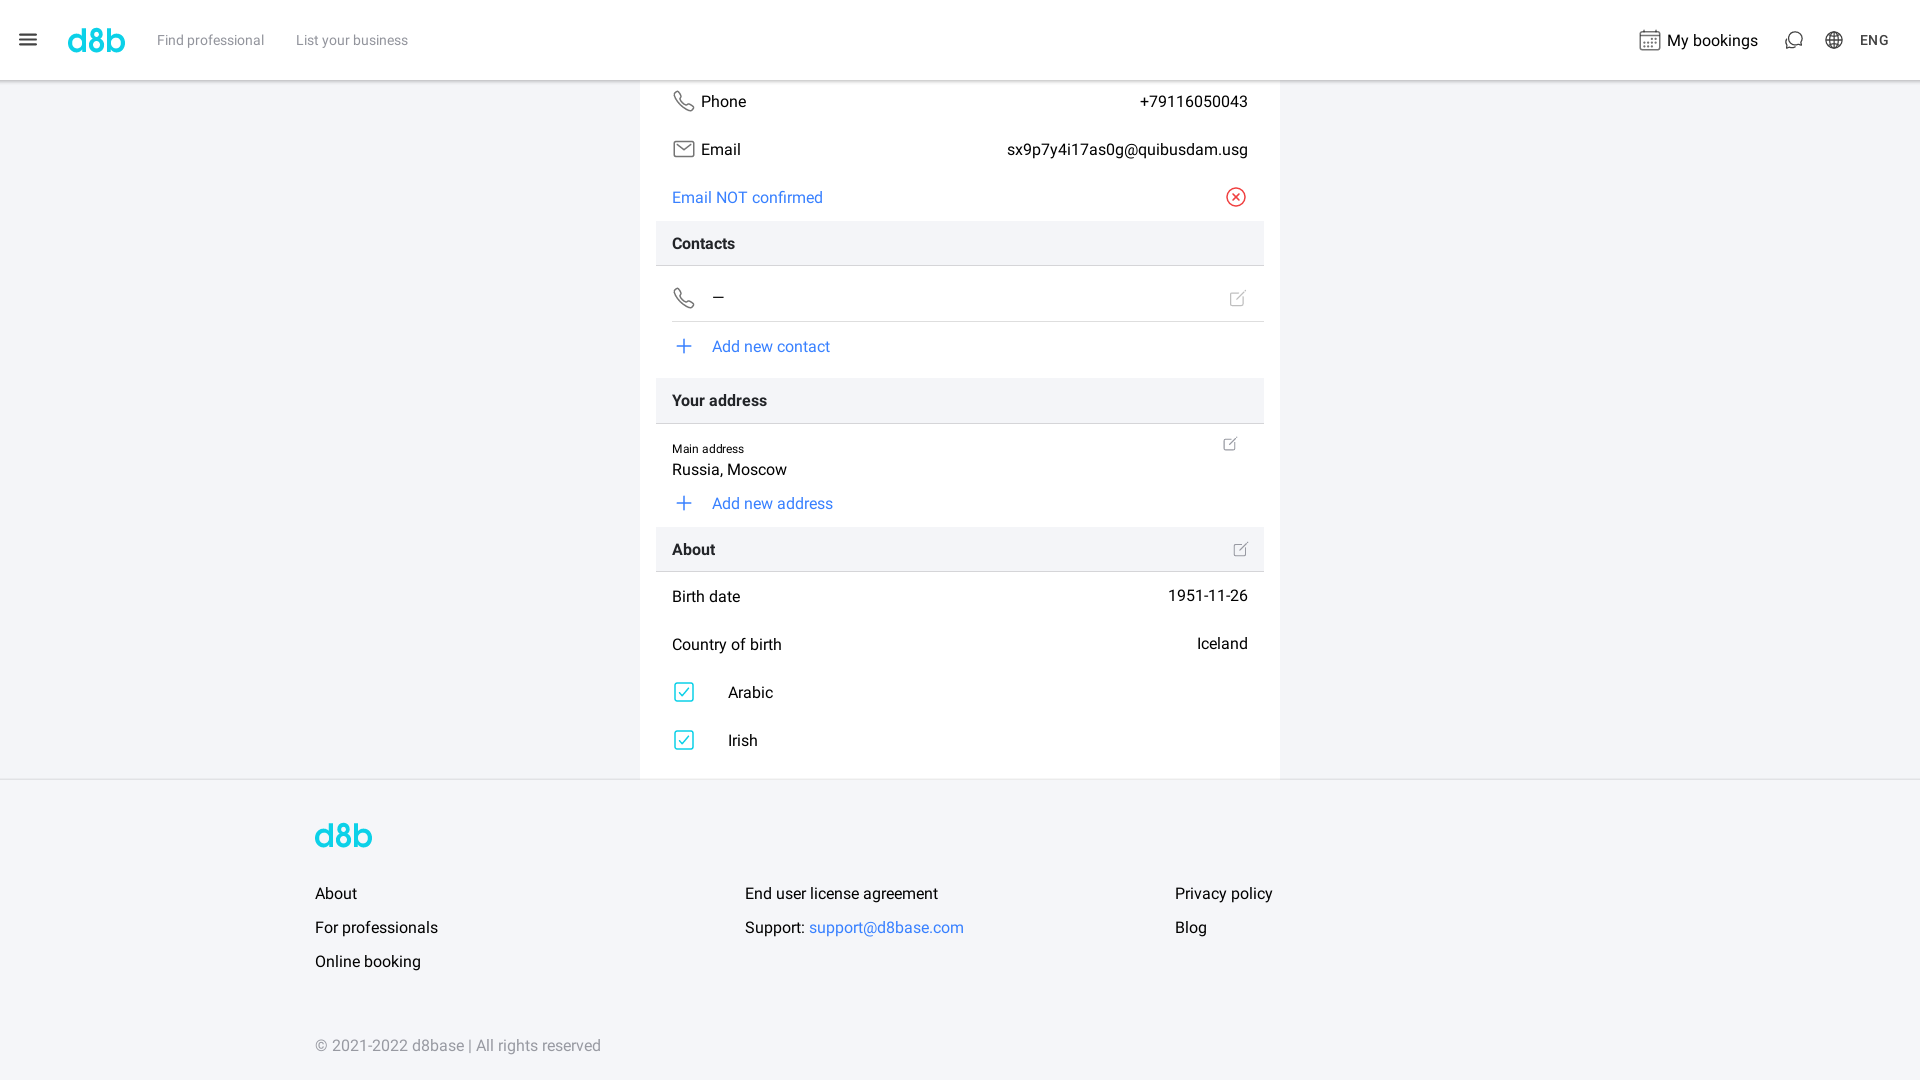 d8b
Find professional
List your business
My bookings
ENG
Phone
+79116050043
Email
sx9p7y4i17as0g@quibusdam.usg
Email NOT confirmed
Contacts
—
Add new contact
Your address
Main address
Russia, Moscow
Add new address
About
Birth date
1951-11-26
Country of birth
Iceland
Arabic
Irish
d8b
About
For professionals
Online booking
End user license agreement
Support: support@d8base.com
Privacy policy
Blog
© 2021-2022 d8base | All rights reserved